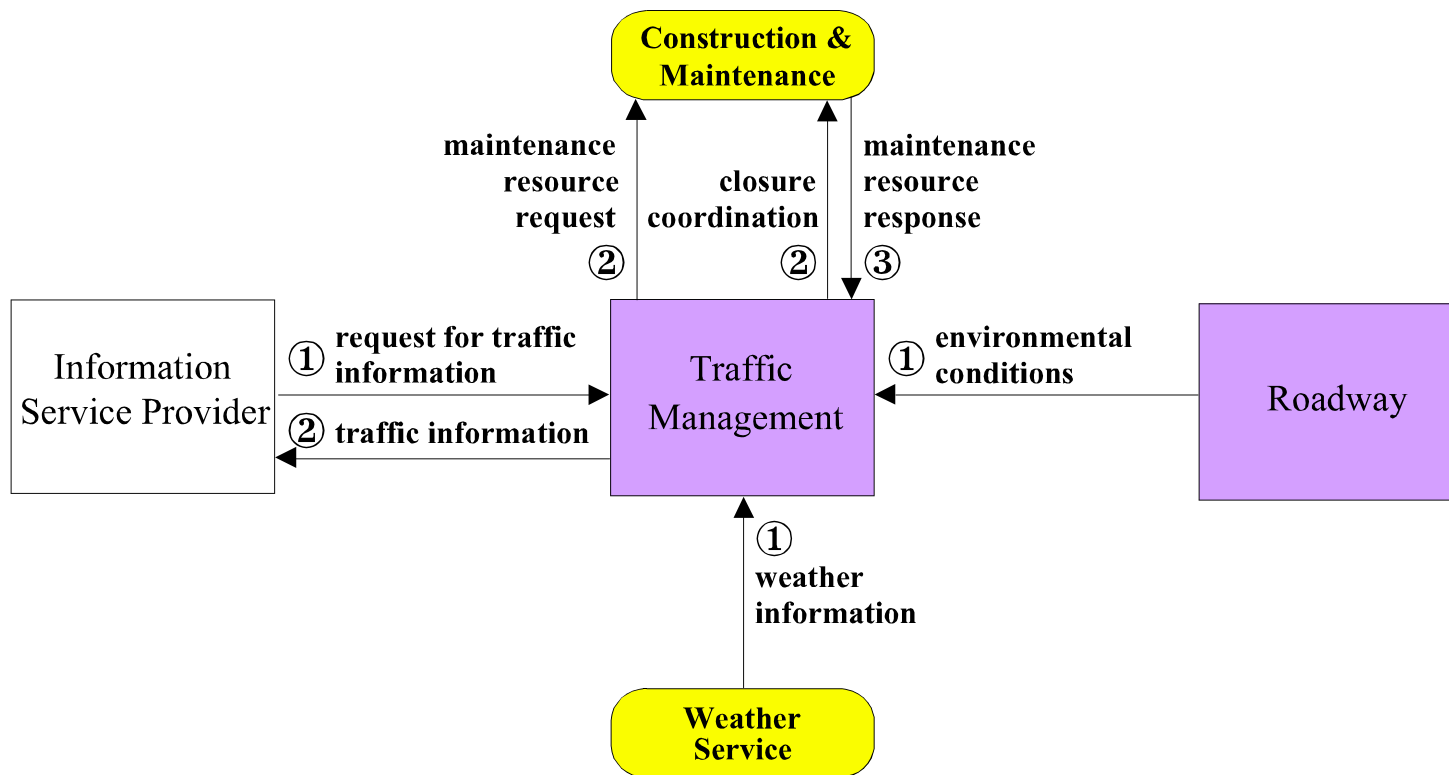 Construction &
Maintenance
maintenance
resource
request
②
closure
coordination
②
maintenance
resource
response
③
Information
Service Provider
① request for traffic
information
② traffic information
Traffic
Management
① environmental
conditions
Roadway
①
weather
information
Weather
Service